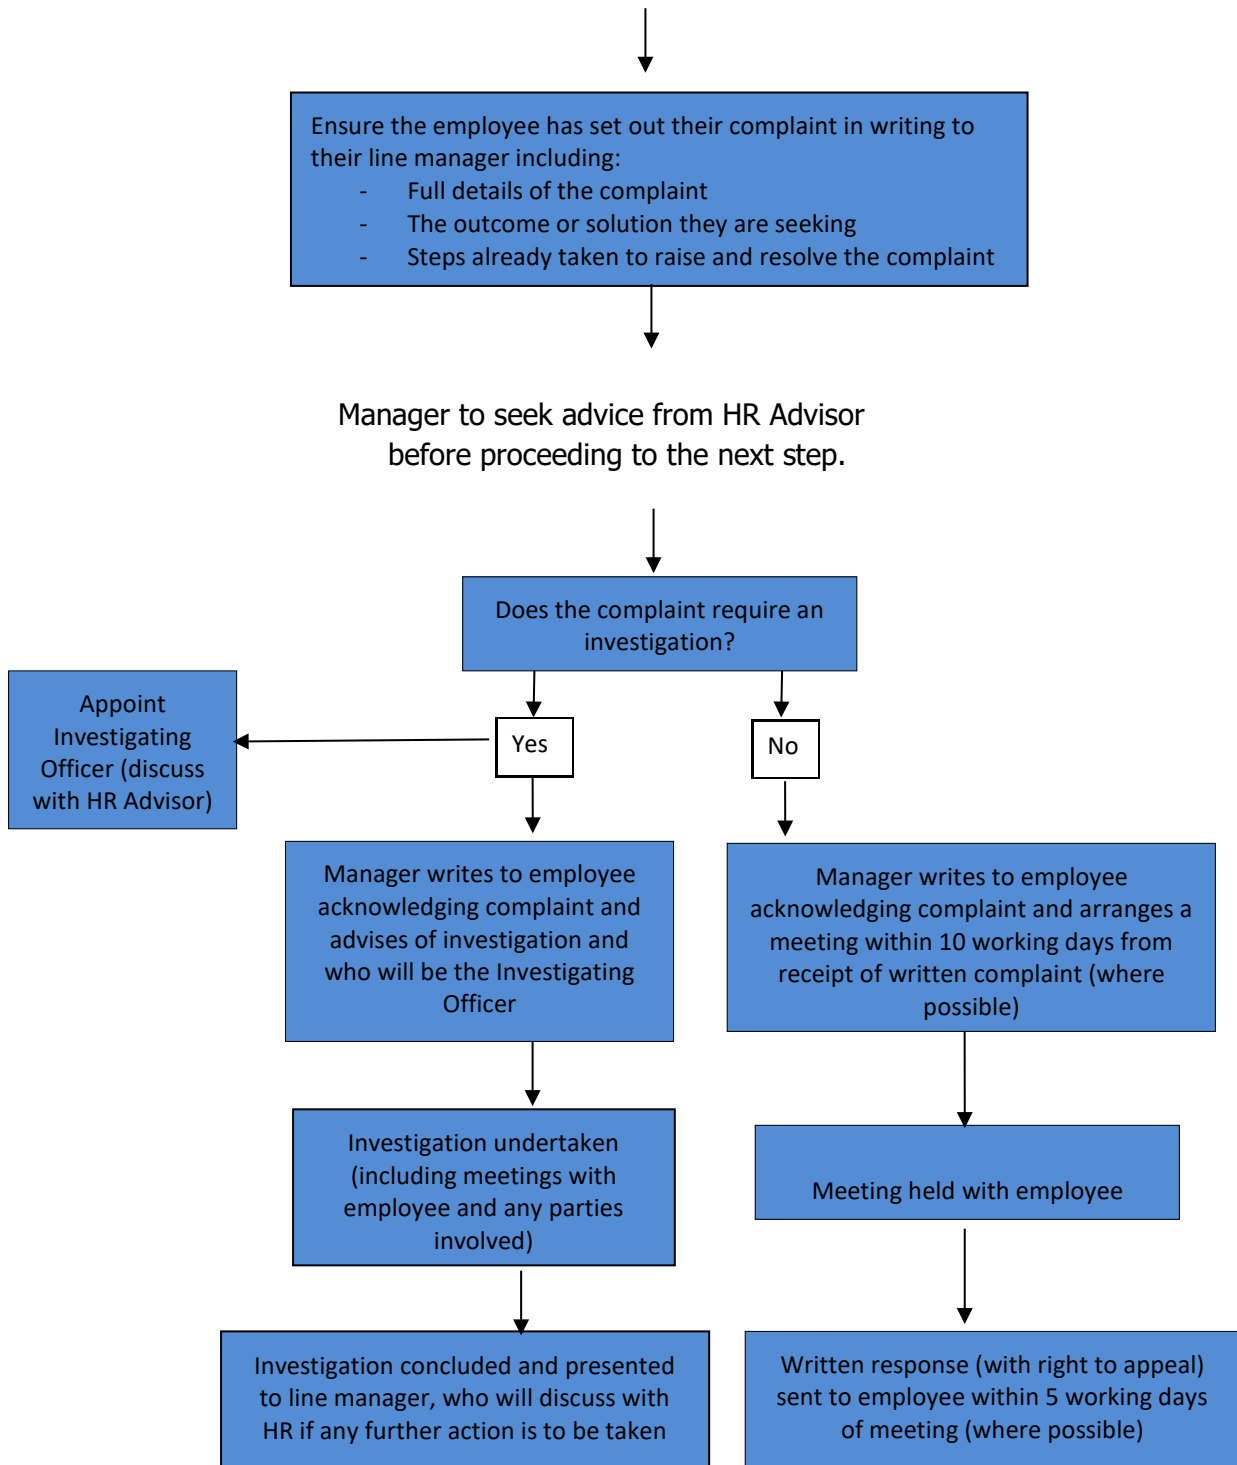 Ensure the employee has set out their complaint in writing to
their line manager including:
- Full details of the complaint
- The outcome or solution they are seeking
- Steps already taken to raise and resolve the complaint
Manager to seek advice from HR Advisor
before proceeding to the next step.
Does the complaint require an
investigation?
Appoint
Investigating
Officer (discuss
with HR Advisor)
Yes
No
Manager writes to employee
acknowledging complaint and
advises of investigation and
who will be the Investigating
Officer
Manager writes to employee
acknowledging complaint and arranges a
meeting within 10 working days from
receipt of written complaint (where
possible)
Investigation undertaken
(including meetings with
employee and any parties
involved)
Meeting held with employee
Investigation concluded and presented
to line manager, who will discuss with
HR if any further action is to be taken
Written response (with right to appeal)
sent to employee within 5 working days
of meeting (where possible)